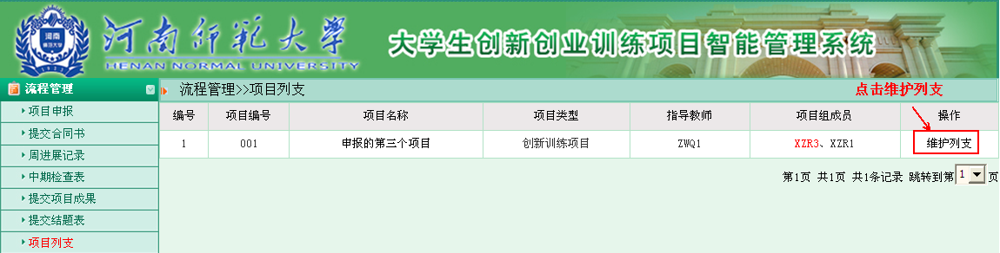 河南师范大学
1923
河南師範大學
HENAN NORMAL UNIVERSITY
大学生创新创业训练项目智能管理系统
流程管理
项目申报
提交合同书
周进展记录
中期检查表
提交项目成果
提交结题表
项目列支
流程管理>>项目列支
点击维护列支
编号 项目编号 项目名称 项目类型 指导教师 项目组成员 操作
1 001 申报的第三个项目 创新训练项目 ZWQ1 XZR3、XZR1 维护列支
第1页 共1页 共1条记录 跳转到第 1 页